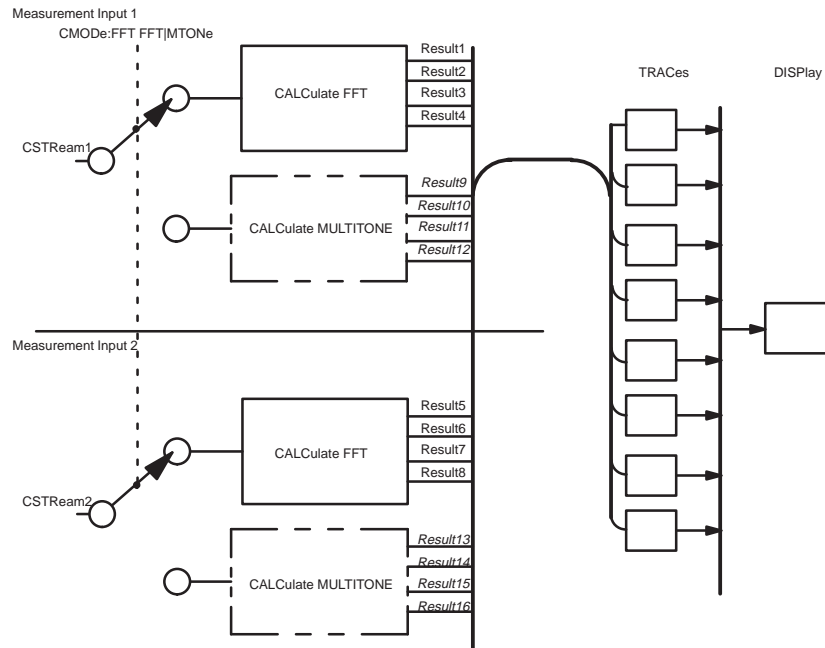 Measurement Input 1
CMODe:FFT FFT|MTONe
CSTReam1
CALCulate FFT
Result1
Result2
Result3
Result4
CALCulate MULTITONE
Result9
Result10
Result11
Result12
TRACes
DISPlay
Measurement Input 2
CSTReam2
CALCulate FFT
Result5
Result6
Result7
Result8
CALCulate MULTITONE
Result13
Result14
Result15
Result16